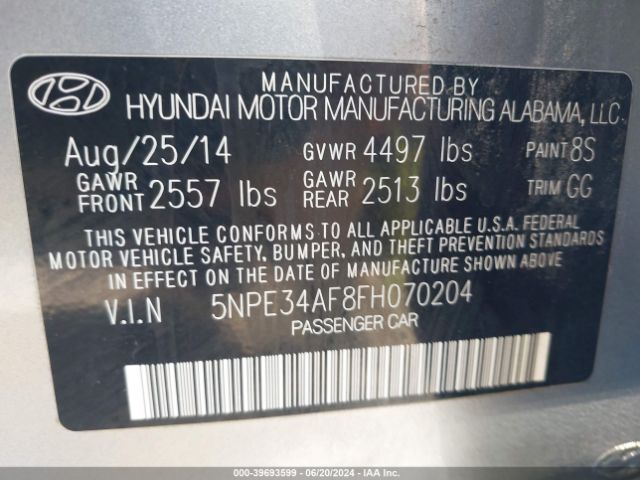 MANUFACTURED BY
HYUNDAI MOTOR MANUFACTURING ALABAMA, LLC
Aug/25/14 GVWR 4497 lbs PAINT 8S
GAWR FRONT 2557 lbs GAWR REAR 2513 lbs TRIM GG
THIS VEHICLE CONFORMS TO ALL APPLICABLE U.S.A. FEDERAL
MOTOR VEHICLE SAFETY, BUMPER, AND THEFT PREVENTION STANDARDS
IN EFFECT ON THE DATE OF MANUFACTURE SHOWN ABOVE
V.I.N 5NPE34AF8FH070204
PASSENGER CAR
000-39693599 - 06/20/2024 - IAA Inc.